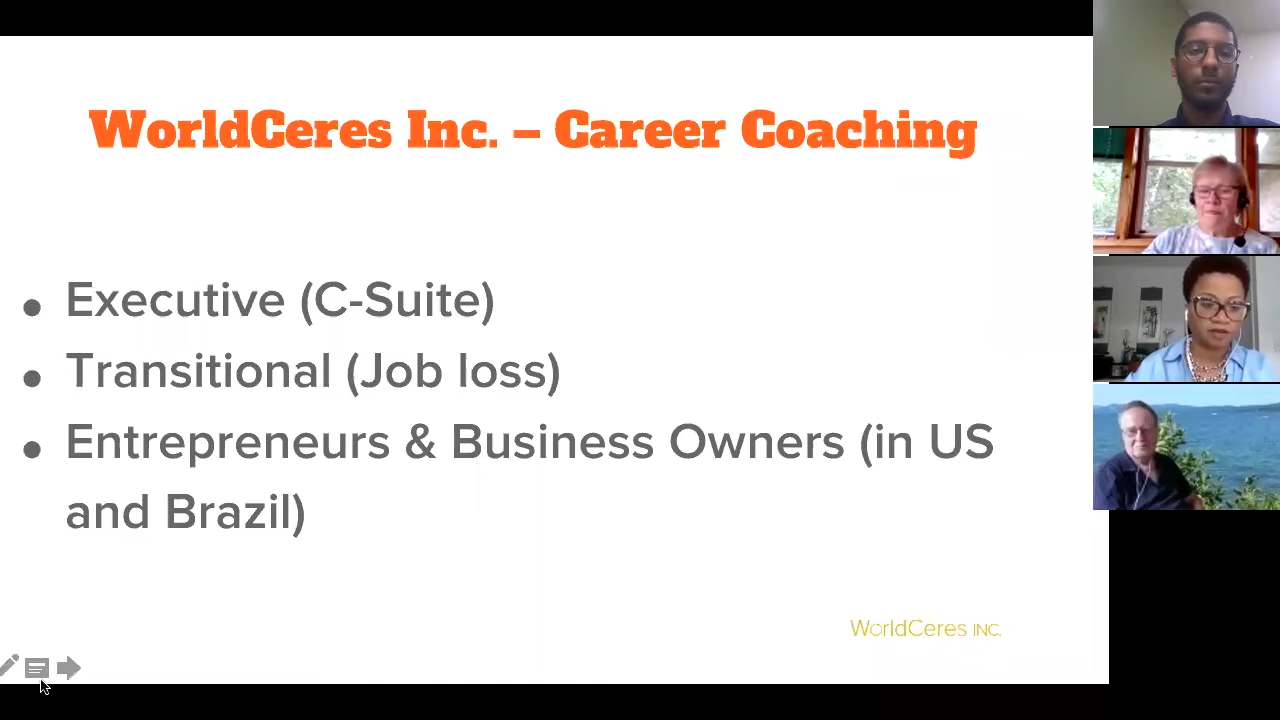 WorldCeres Inc. – Career Coaching
• Executive (C-Suite)
• Transitional (Job loss)
• Entrepreneurs & Business Owners (in US
and Brazil)
WorldCeres INC.